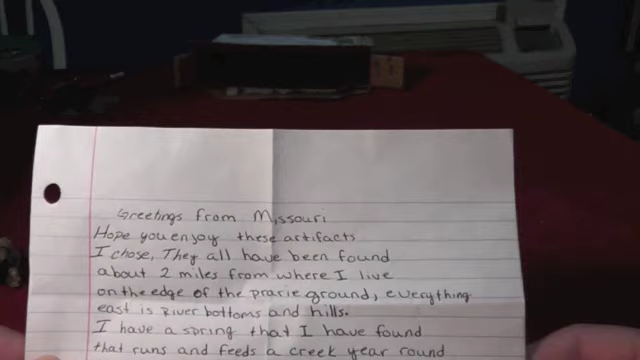 Greetings from Missouri
Hope you enjoy these artifacts
I chose, They all have been found
about 2 miles from where I live
on the edge of the prarie ground, everything
east is River bottoms and hills.
I have a spring that I have found
that runs and feeds a creek year round